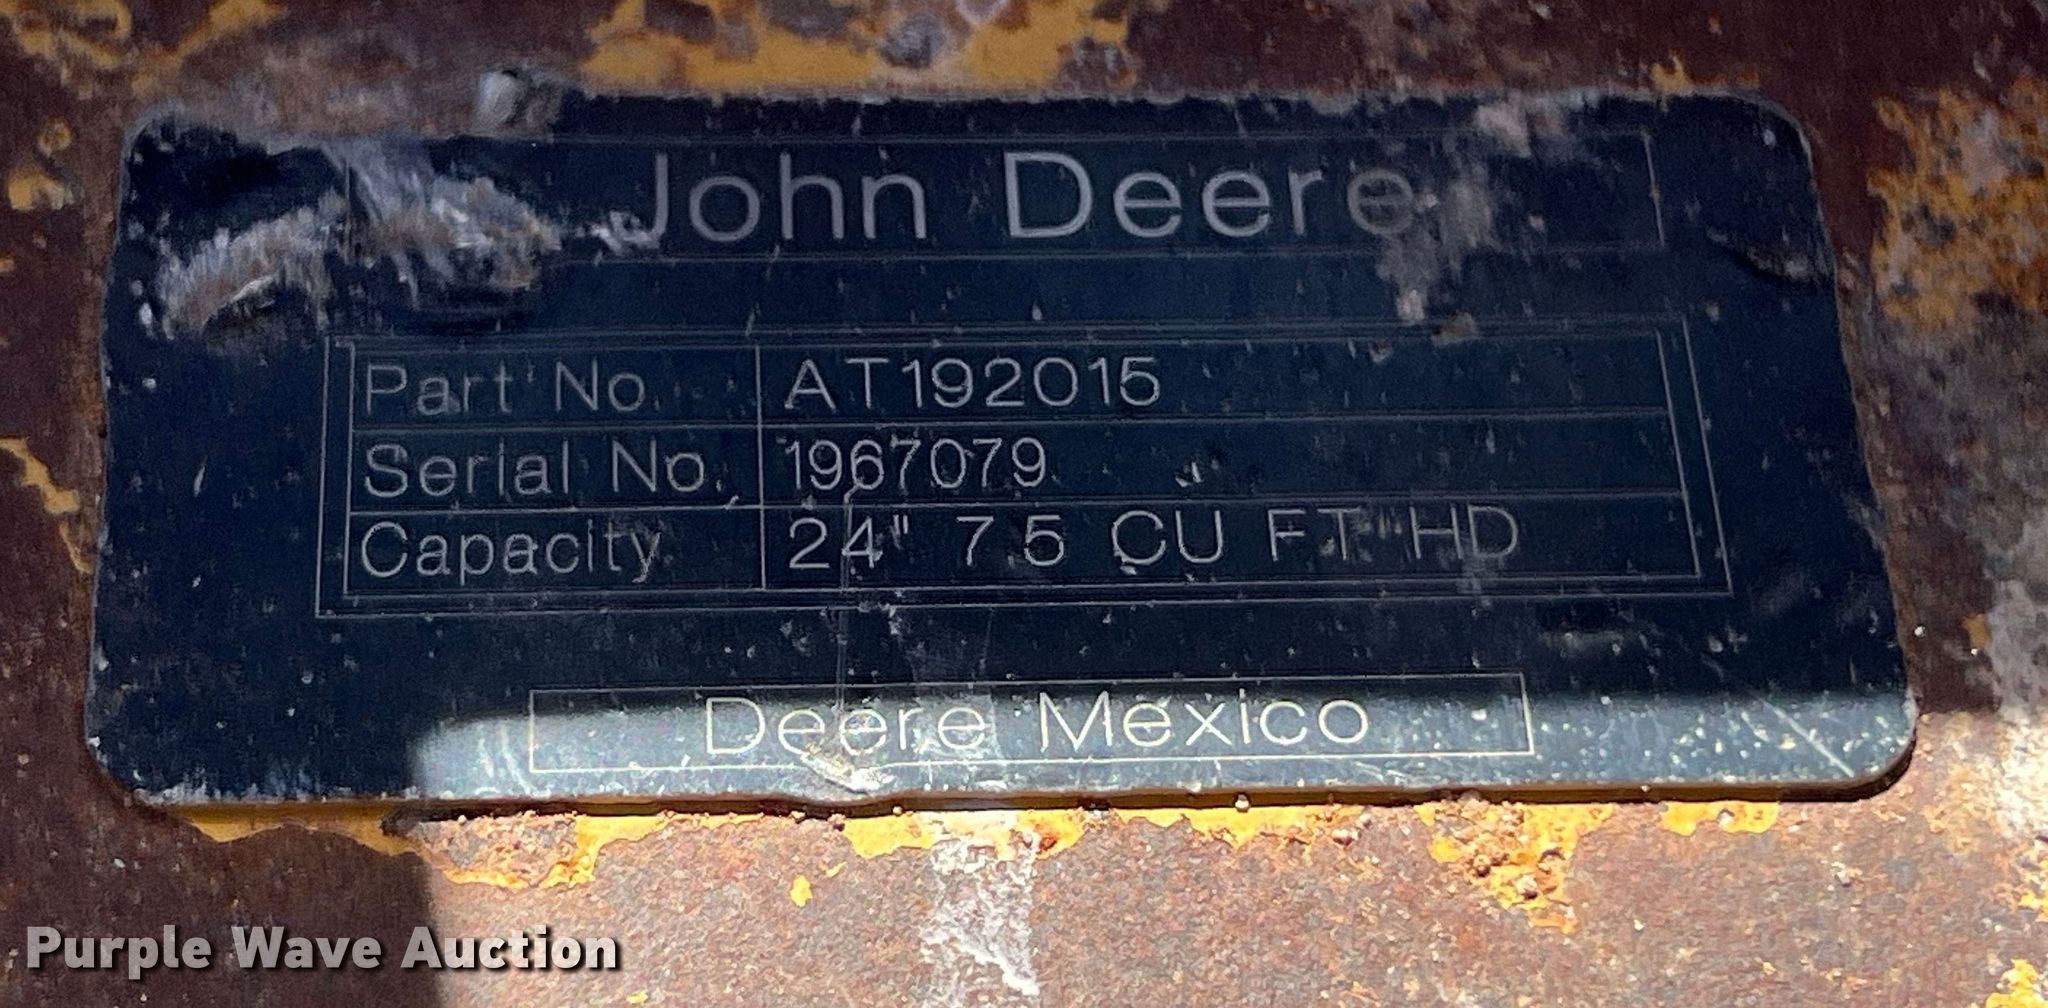 John Deere
Part No. AT192015
Serial No. 1967079
Capacity 24" 7.5 CU FT HD
Deere Mexico
Purple Wave Auction